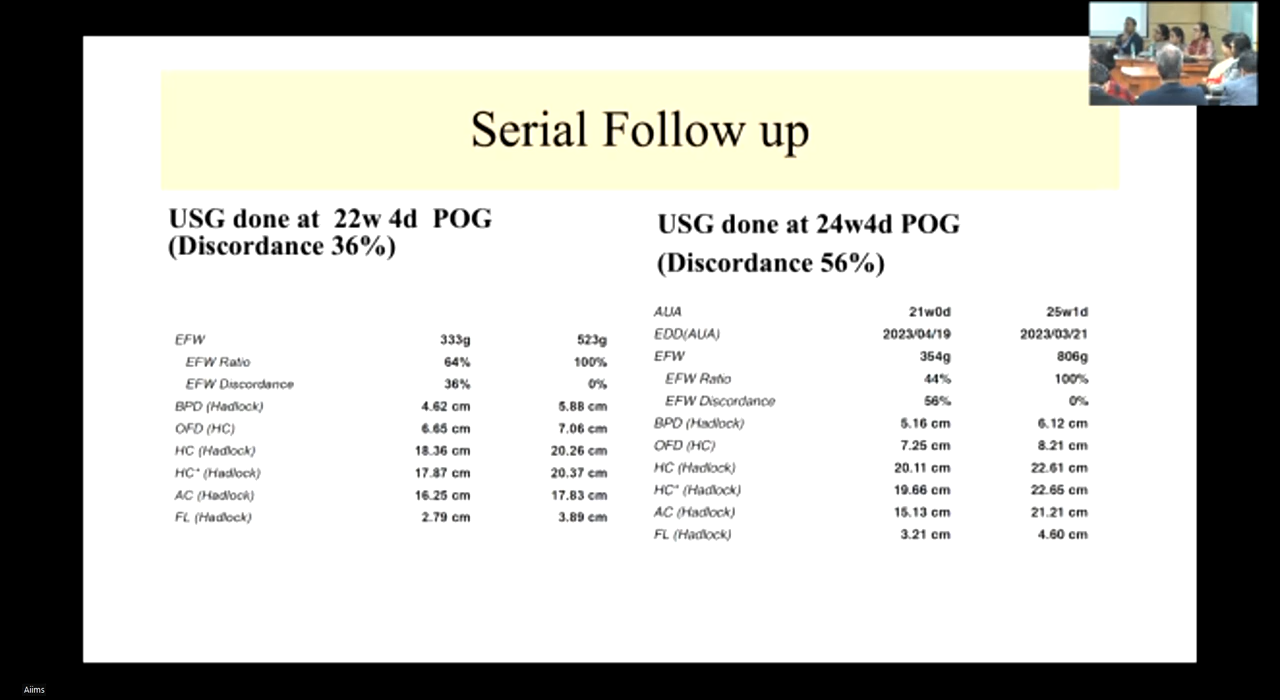 Serial Follow up
USG done at 22w 4d POG
(Discordance 36%)
EFW 333g 523g
EFW Ratio 64% 100%
EFW Discordance 36% 0%
BPD (Hadlock) 4.62 cm 5.88 cm
OFD (HC) 6.65 cm 7.06 cm
HC (Hadlock) 18.36 cm 20.26 cm
HC* (Hadlock) 17.87 cm 20.37 cm
AC (Hadlock) 16.25 cm 17.83 cm
FL (Hadlock) 2.79 cm 3.89 cm
USG done at 24w4d POG
(Discordance 56%)
AUA 21w0d 25w1d
EDD(AUA) 2023/04/19 2023/03/21
EFW 354g 806g
EFW Ratio 44% 100%
EFW Discordance 56% 0%
BPD (Hadlock) 5.16 cm 6.12 cm
OFD (HC) 7.25 cm 8.21 cm
HC (Hadlock) 20.11 cm 22.61 cm
HC* (Hadlock) 19.66 cm 22.65 cm
AC (Hadlock) 15.13 cm 21.21 cm
FL (Hadlock) 3.21 cm 4.60 cm
Aiims